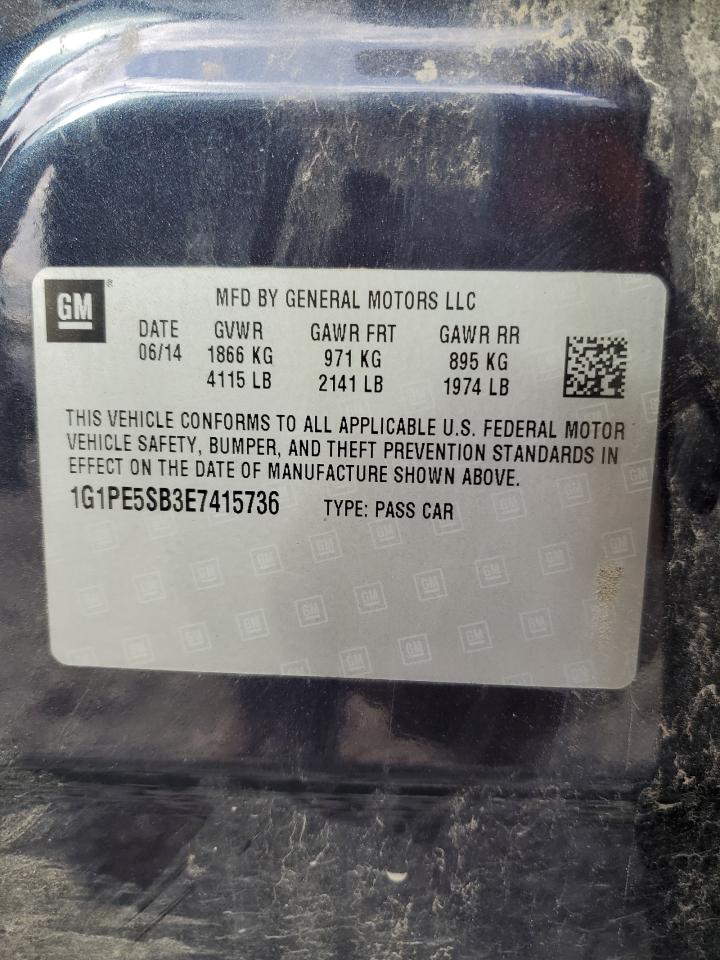 GM
MFD BY GENERAL MOTORS LLC
DATE GVWR GAWR FRT GAWR RR
06/14 1866 KG 971 KG 895 KG
4115 LB 2141 LB 1974 LB
THIS VEHICLE CONFORMS TO ALL APPLICABLE U.S. FEDERAL MOTOR
VEHICLE SAFETY, BUMPER, AND THEFT PREVENTION STANDARDS IN
EFFECT ON THE DATE OF MANUFACTURE SHOWN ABOVE.
1G1PE5SB3E7415736 TYPE: PASS CAR